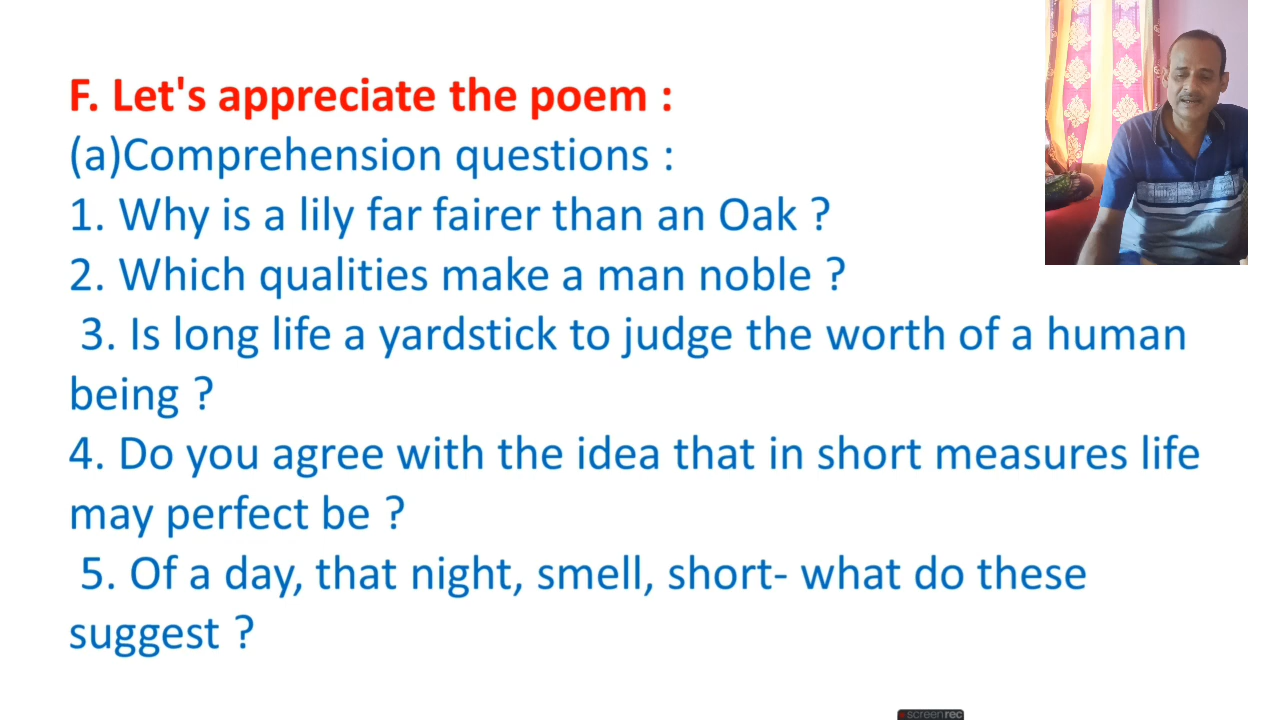 F. Let's appreciate the poem :
(a)Comprehension questions :
1. Why is a lily far fairer than an Oak ?
2. Which qualities make a man noble ?
3. Is long life a yardstick to judge the worth of a human
being ?
4. Do you agree with the idea that in short measures life
may perfect be ?
5. Of a day, that night, smell, short- what do these
suggest ?
screenrec